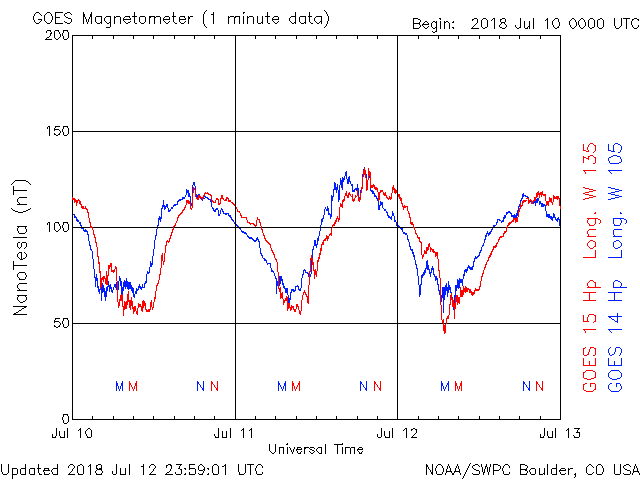 GOES Magnetometer (1 minute data)
Begin: 2018 Jul 10 0000 UTC
200
150
100
50
0
NanoTesla (nT)
M M N N M M N N M M N N
Jul 10 Jul 11 Jul 12 Jul 13
Universal Time
GOES 15 Hp Long. W 135
GOES 14 Hp Long. W 105
Updated 2018 Jul 12 23:59:01 UTC
NOAA/SWPC Boulder, CO USA